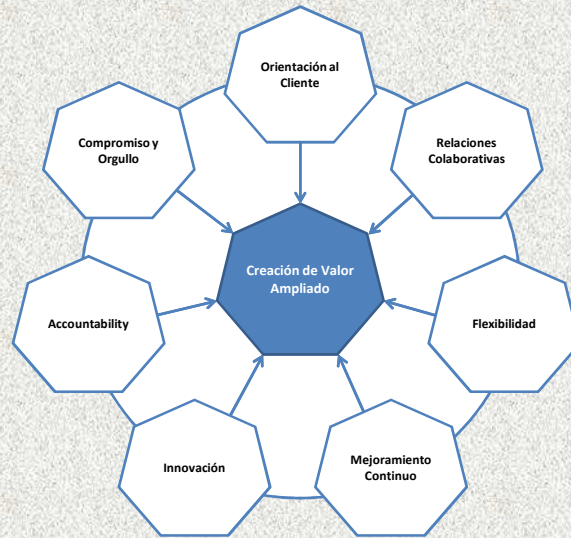 Orientación al
Cliente
Compromiso y
Orgullo
Relaciones
Colaborativas
Creación de Valor
Ampliado
Accountability
Flexibilidad
Innovación
Mejoramiento
Continuo